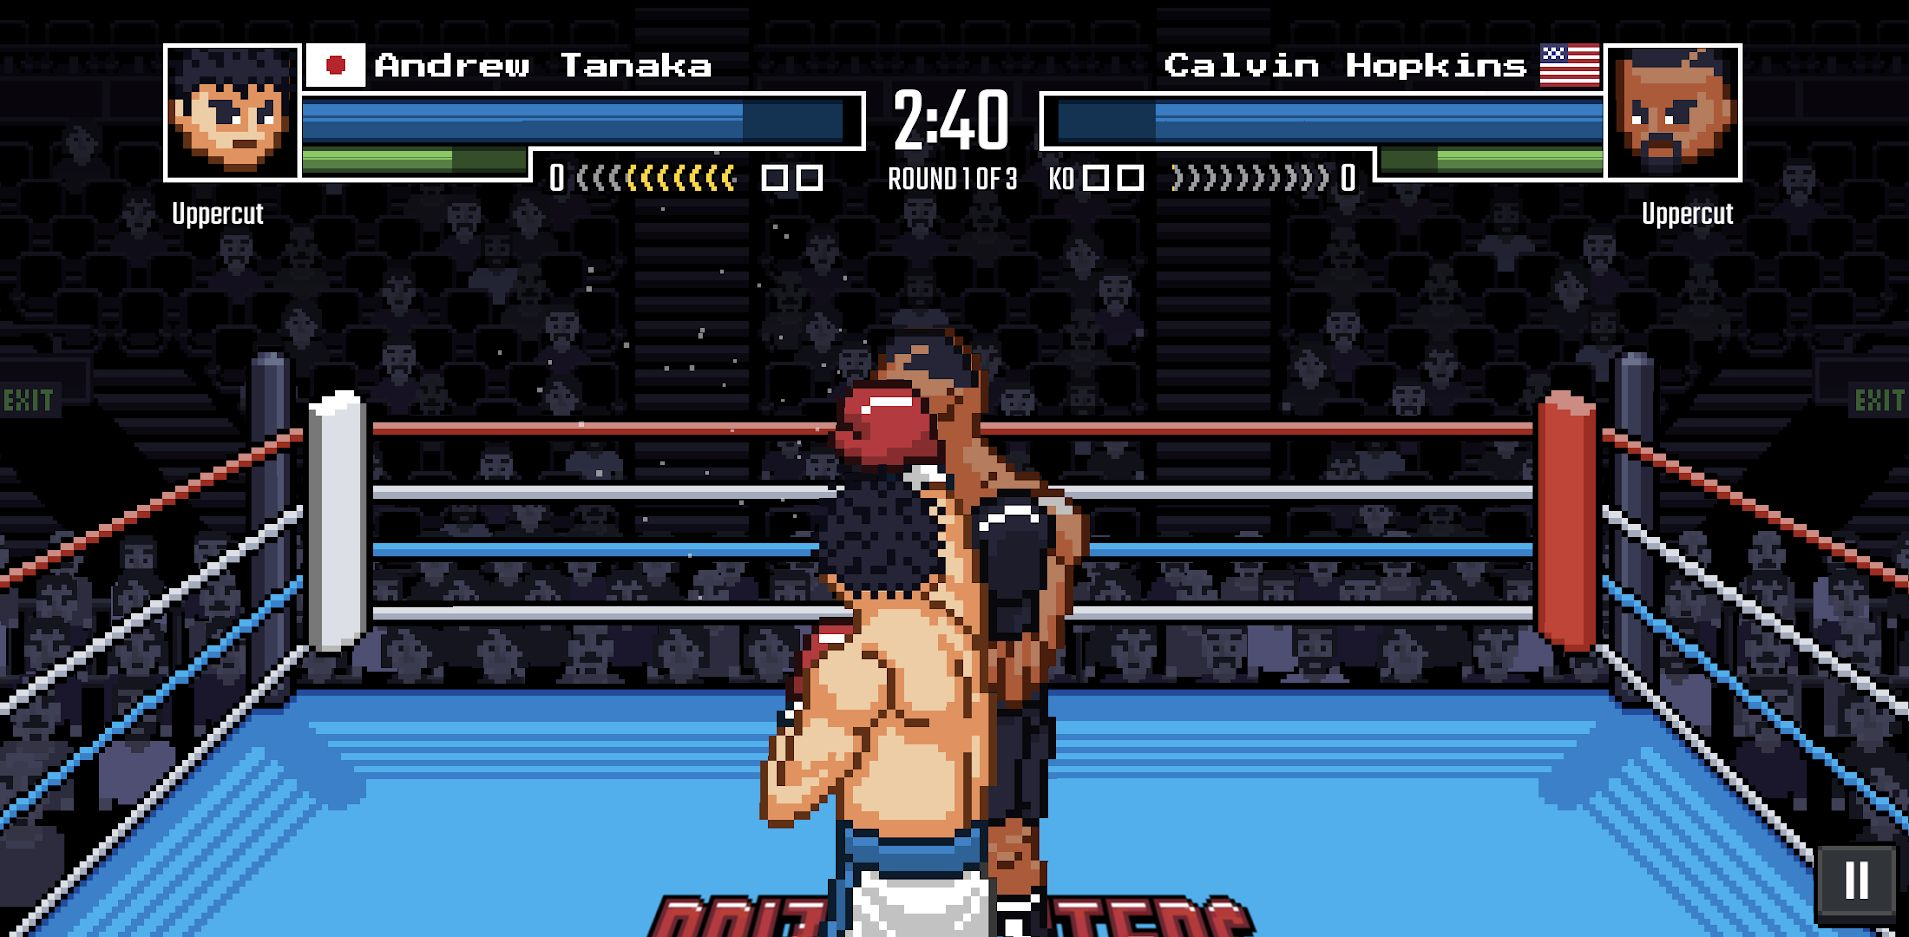 Andrew Tanaka
Calvin Hopkins
2:40
0
ROUND 1 OF 3
KO
0
Uppercut
Uppercut
EXIT
EXIT